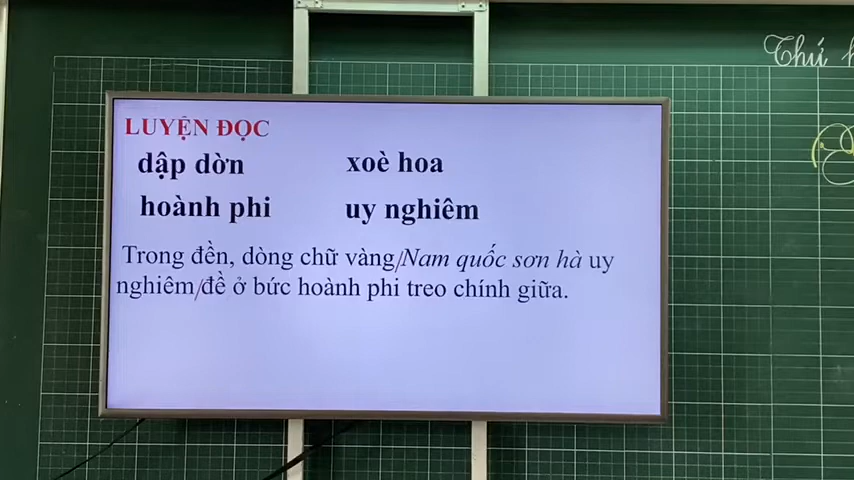 Thứ
LUYỆN ĐỌC
dập dờn xoè hoa
hoành phi uy nghiêm
Trong đền, dòng chữ vàng/Nam quốc sơn hà uy
nghiêm/đề ở bức hoành phi treo chính giữa.